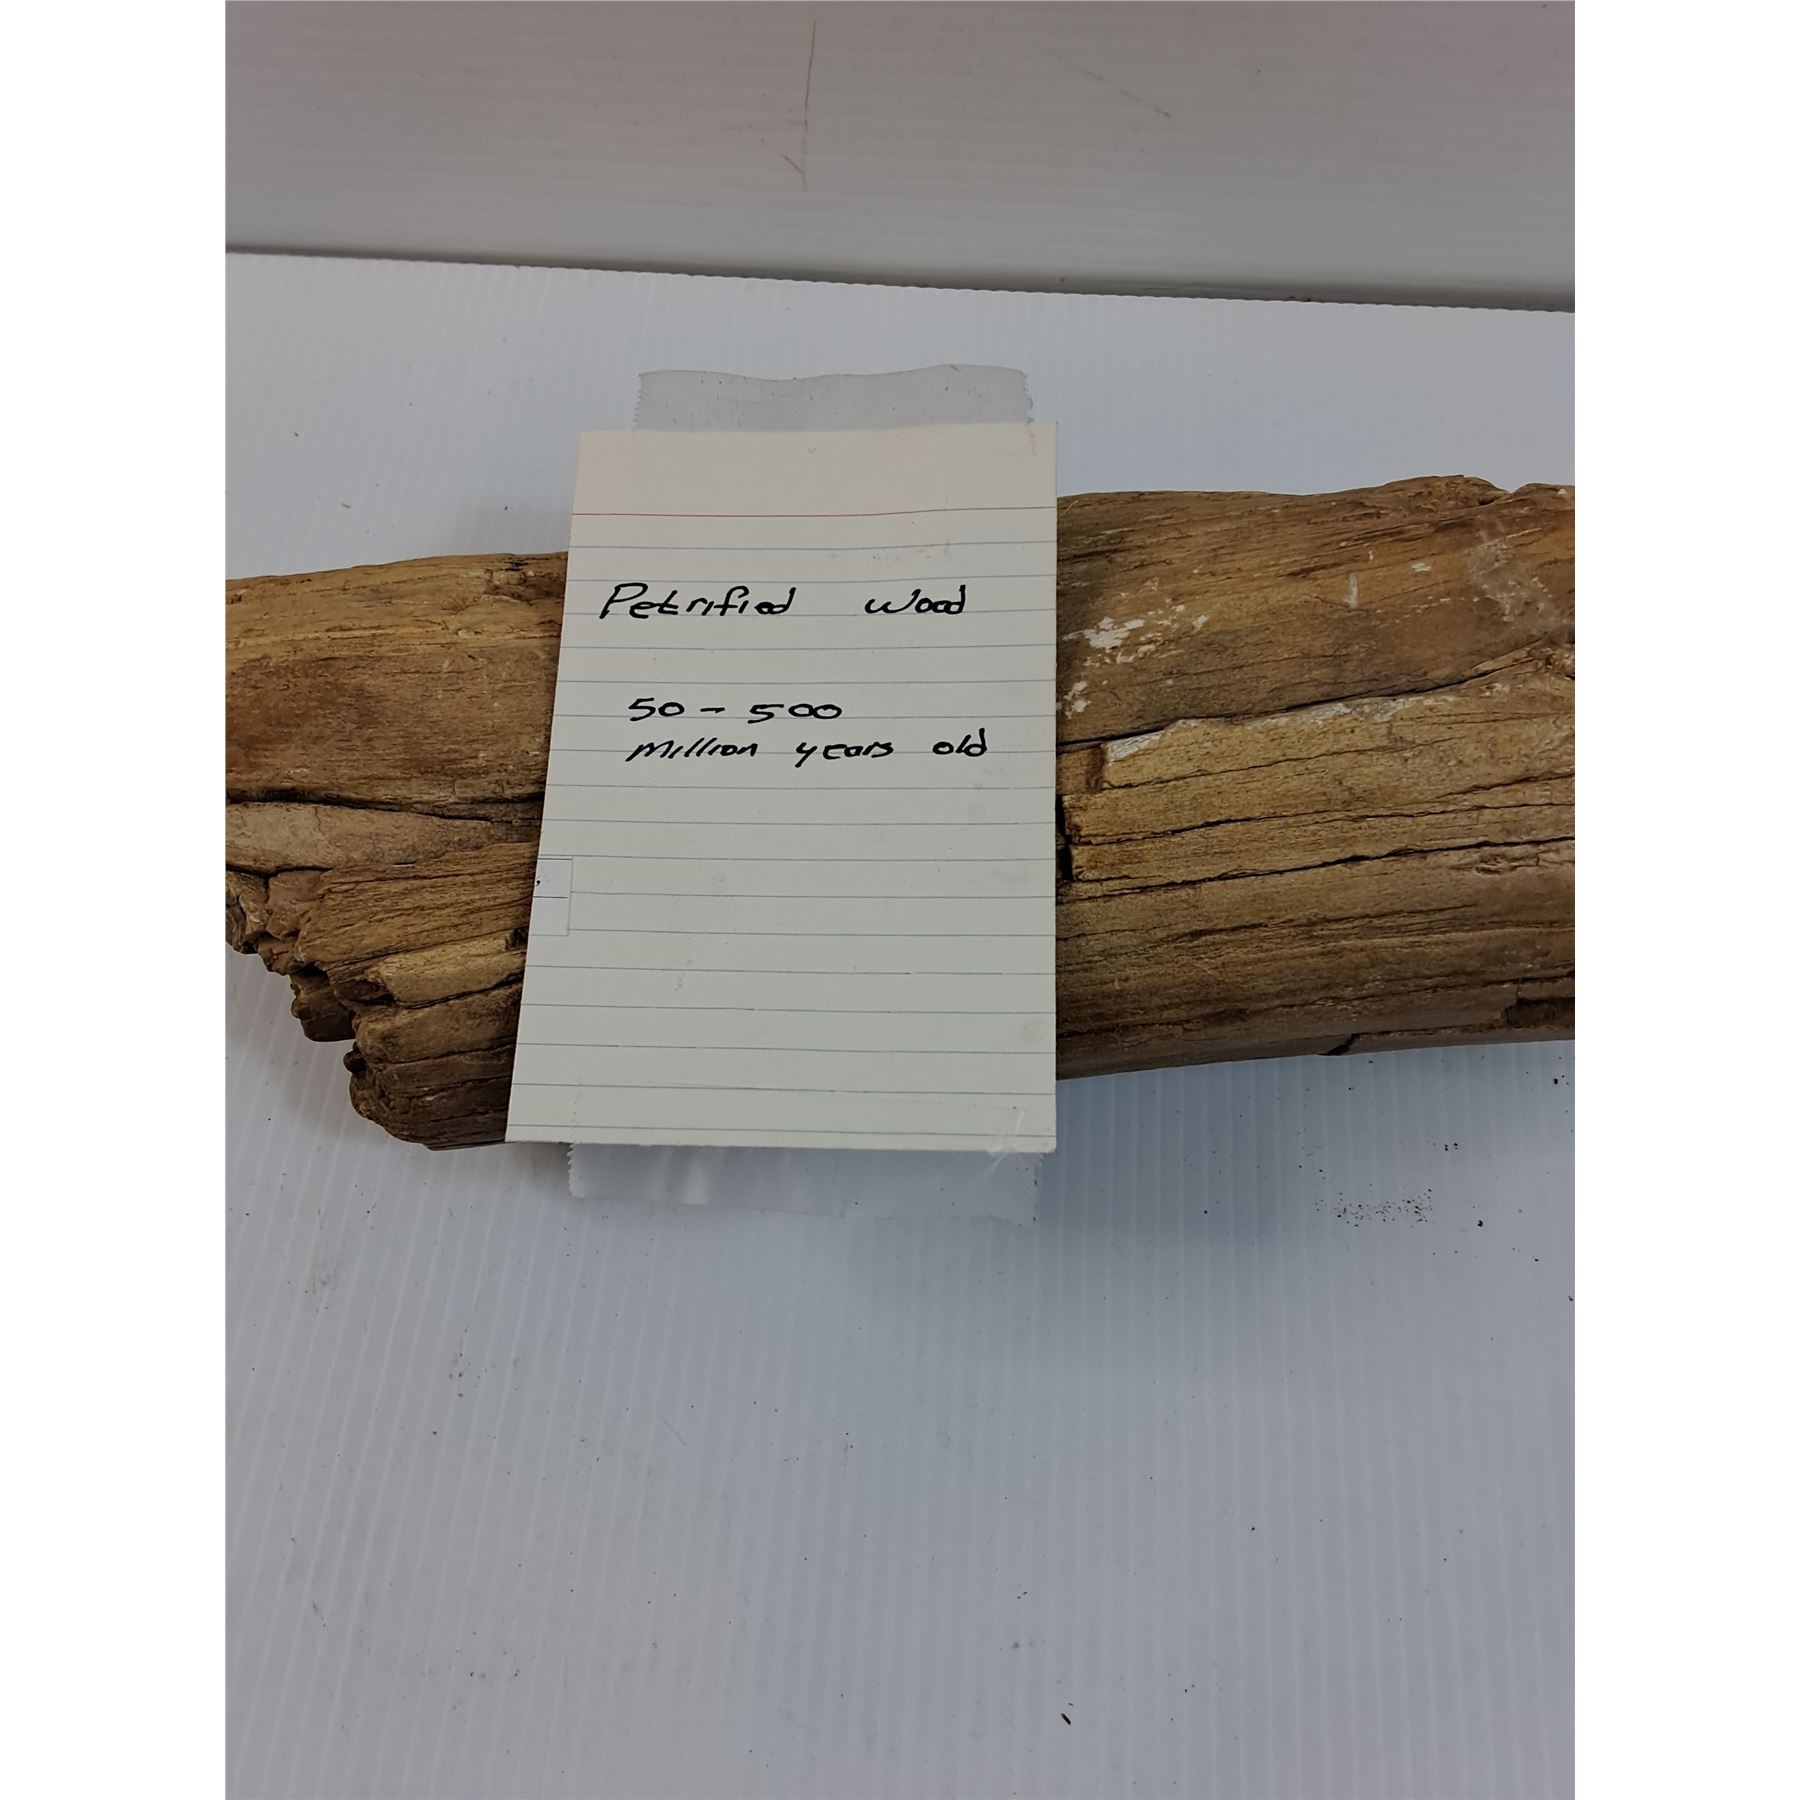 Petrified Wood
50 - 500
Million years old